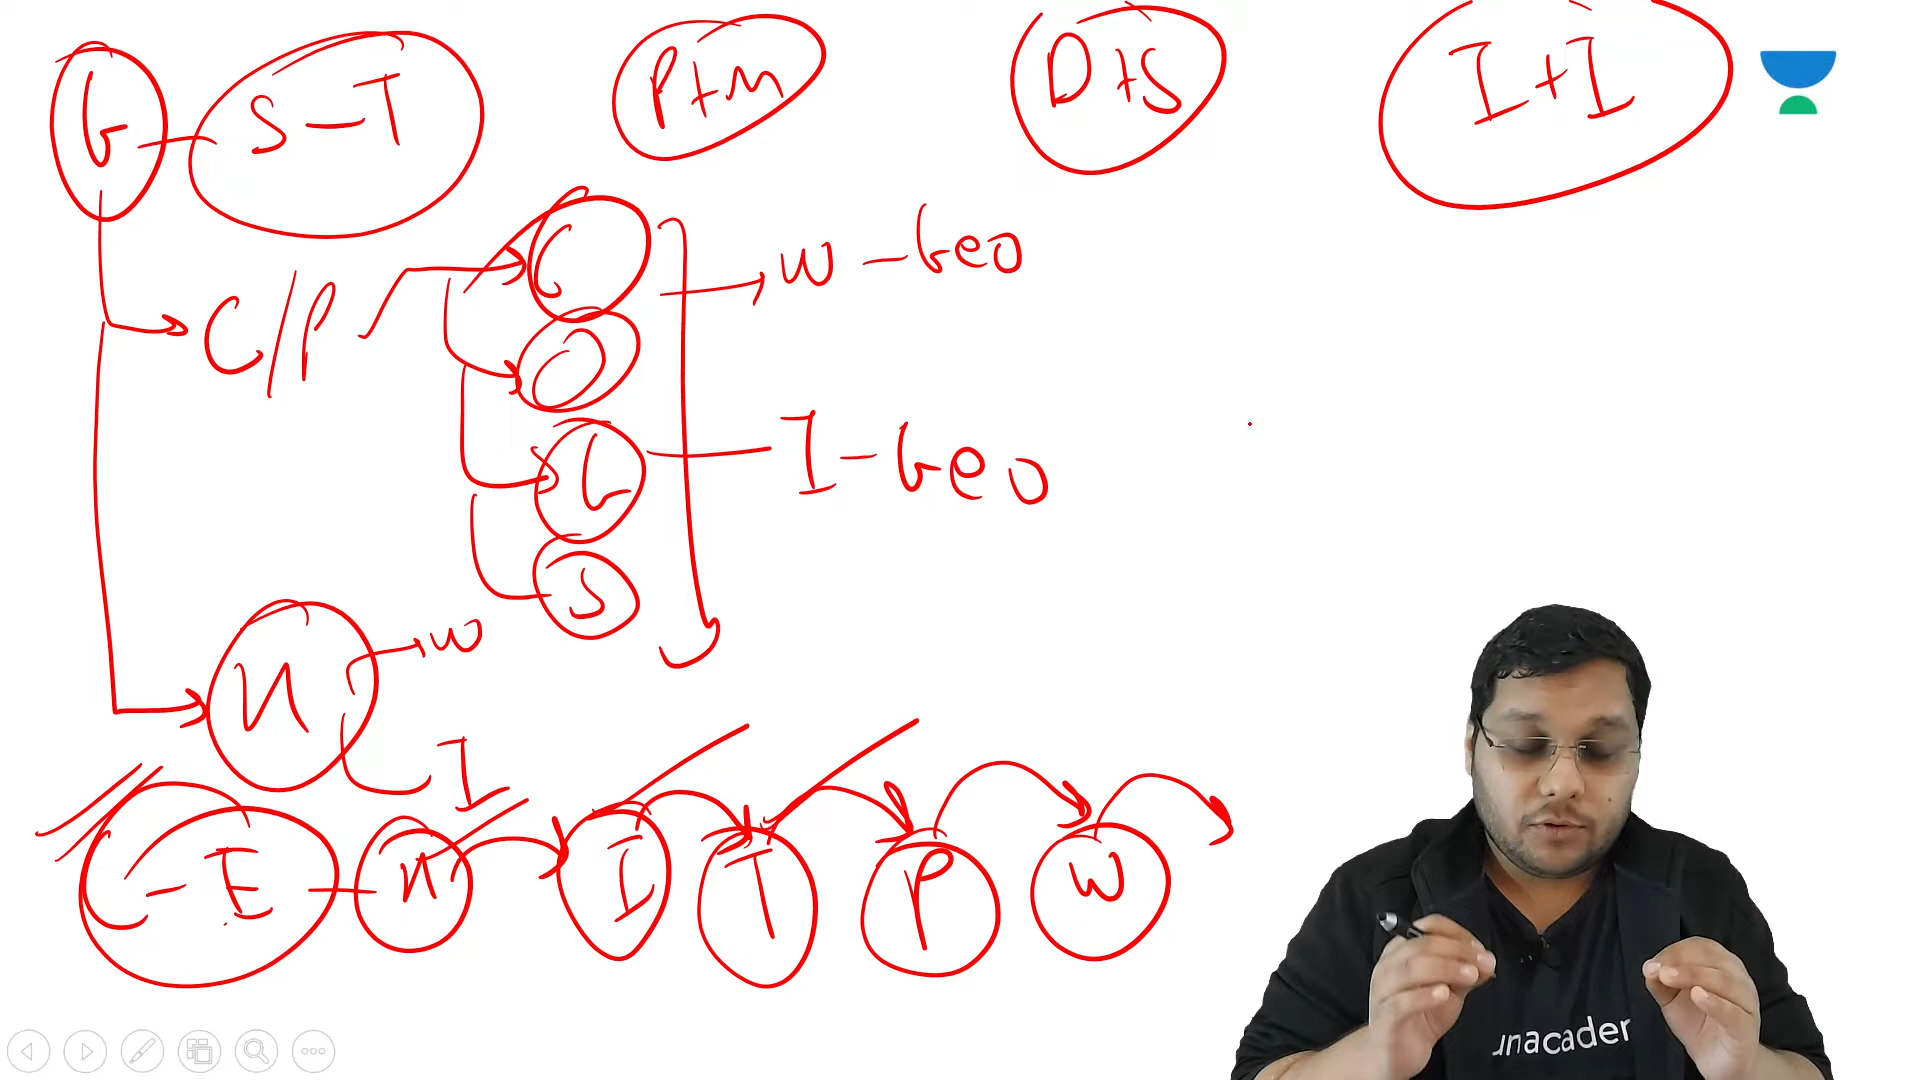 G S-T P+M D+S I+I
C W-Geo
C/P O
G I-Geo
S
H W
I
-E H I T P W
unacader